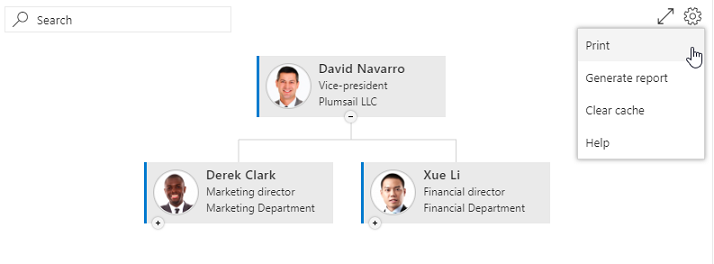 Search
Print
Generate report
Clear cache
Help
David Navarro
Vice-president
Plumsail LLC
Derek Clark
Marketing director
Marketing Department
Xue Li
Financial director
Financial Department